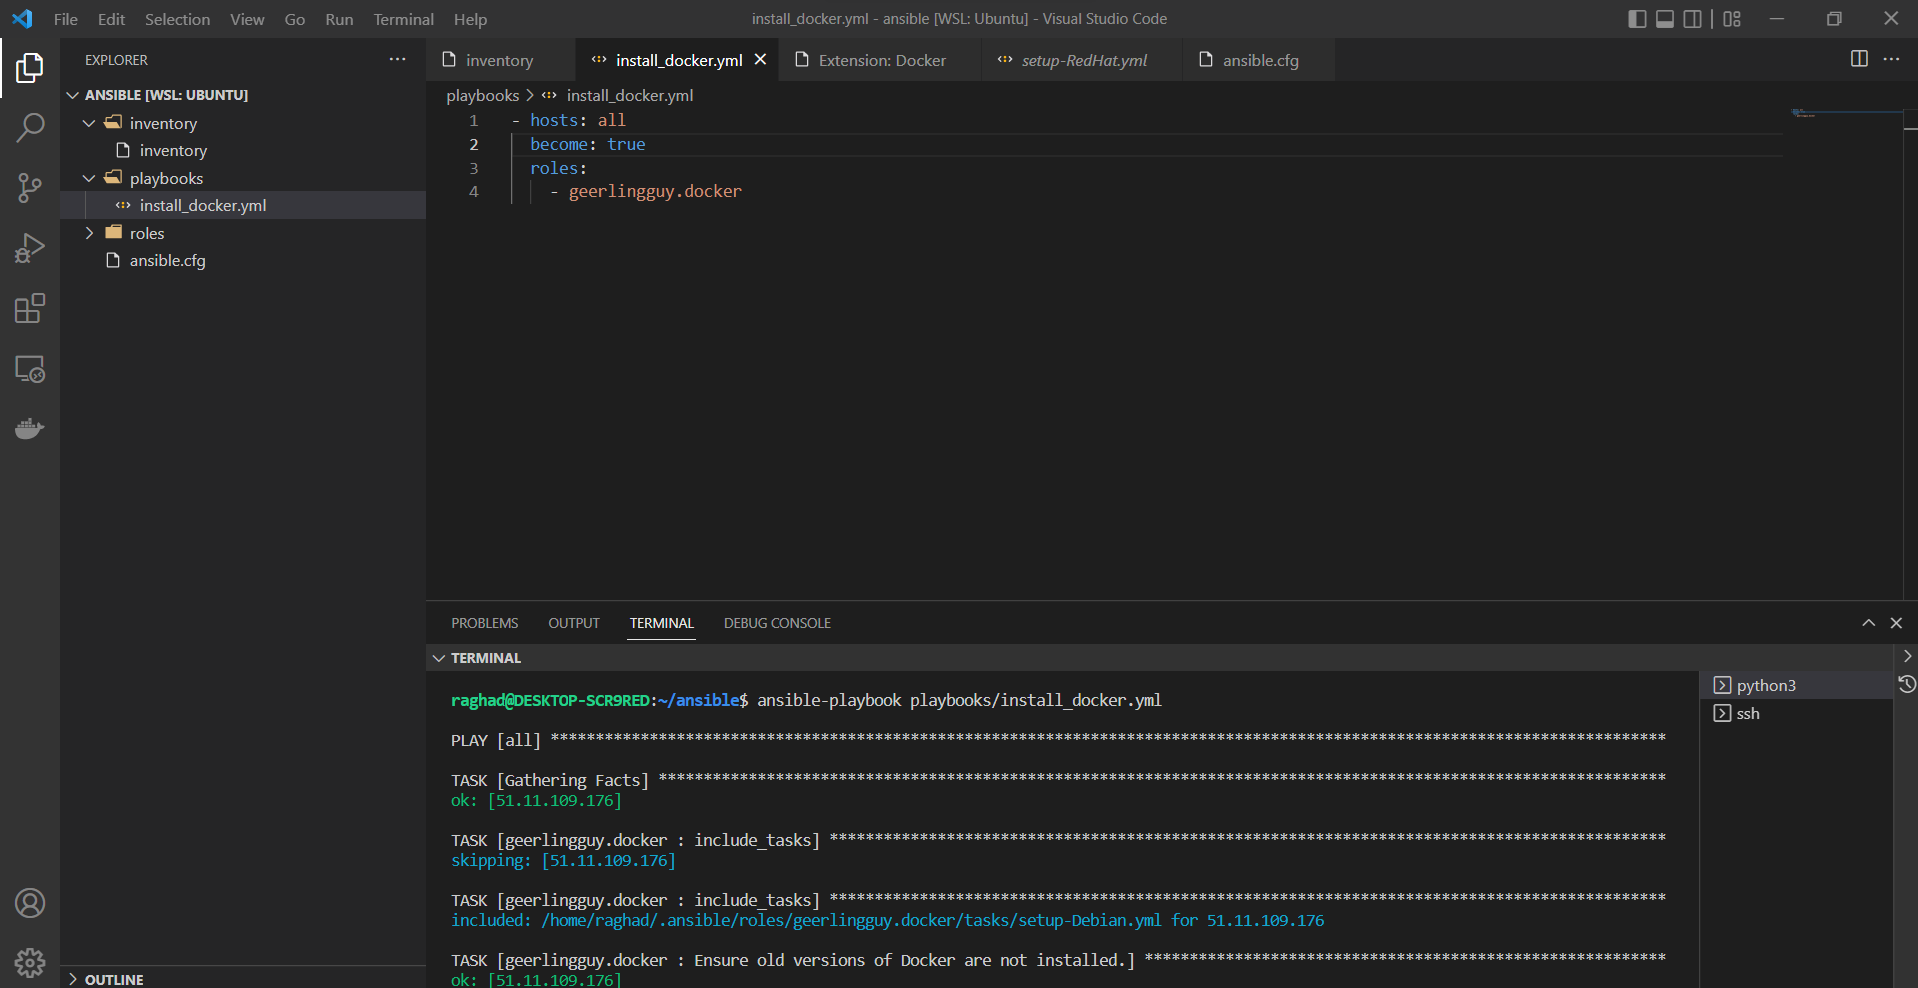 File Edit Selection View Go Run Terminal Help
install_docker.yml - ansible [WSL: Ubuntu] - Visual Studio Code
EXPLORER
ANSIBLE [WSL: UBUNTU]
inventory
inventory
playbooks
install_docker.yml
roles
ansible.cfg
OUTLINE
inventory install_docker.yml Extension: Docker setup-RedHat.yml ansible.cfg
playbooks > install_docker.yml
1 - hosts: all
2 become: true
3 roles:
4 - geerlingguy.docker
PROBLEMS OUTPUT TERMINAL DEBUG CONSOLE
TERMINAL
raghad@DESKTOP-SCR9RED:~/ansible$ ansible-playbook playbooks/install_docker.yml
PLAY [all] ****************************************************************************************************************************
TASK [Gathering Facts] ****************************************************************************************************************
ok: [51.11.109.176]
TASK [geerlingguy.docker : include_tasks] *********************************************************************************************
skipping: [51.11.109.176]
TASK [geerlingguy.docker : include_tasks] *********************************************************************************************
included: /home/raghad/.ansible/roles/geerlingguy.docker/tasks/setup-Debian.yml for 51.11.109.176
TASK [geerlingguy.docker : Ensure old versions of Docker are not installed.] **********************************************************
ok: [51.11.109.176]
python3
ssh